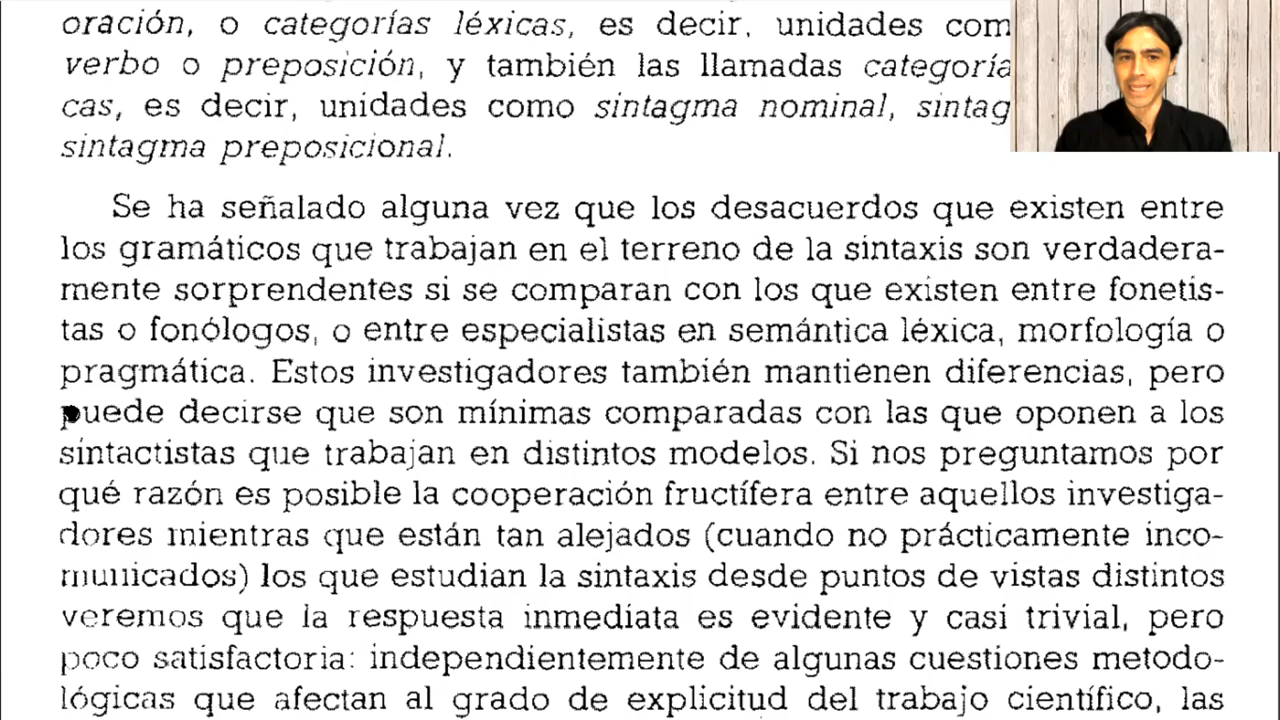 oración, o categorías léxicas, es decir, unidades com
verbo o preposición, y también las llamadas categoría
cas, es decir, unidades como sintagma nominal, sintag
sintagma preposicional.
Se ha señalado alguna vez que los desacuerdos que existen entre
los gramáticos que trabajan en el terreno de la sintaxis son verdadera-
mente sorprendentes si se comparan con los que existen entre fonetis-
tas o fonólogos, o entre especialistas en semántica léxica, morfología o
pragmática. Estos investigadores también mantienen diferencias, pero
puede decirse que son mínimas comparadas con las que oponen a los
sintactistas que trabajan en distintos modelos. Si nos preguntamos por
qué razón es posible la cooperación fructífera entre aquellos investiga-
dores mientras que están tan alejados (cuando no prácticamente inco-
municados) los que estudian la sintaxis desde puntos de vistas distintos
veremos que la respuesta inmediata es evidente y casi trivial, pero
poco satisfactoria: independientemente de algunas cuestiones metodo-
lógicas que afectan al grado de explicitud del trabajo científico, las